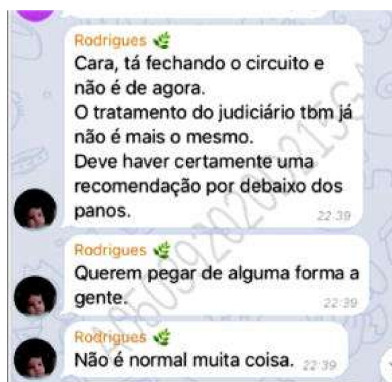 Rodrigues 🌿
Cara, tá fechando o circuito e
não é de agora.
O tratamento do judiciário tbm já
não é mais o mesmo.
Deve haver certamente uma
recomendação por debaixo dos
panos.
22:39
Rodrigues 🌿
Querem pegar de alguma forma a
gente.
22:39
Rodrigues 🌿
Não é normal muita coisa. 22:39